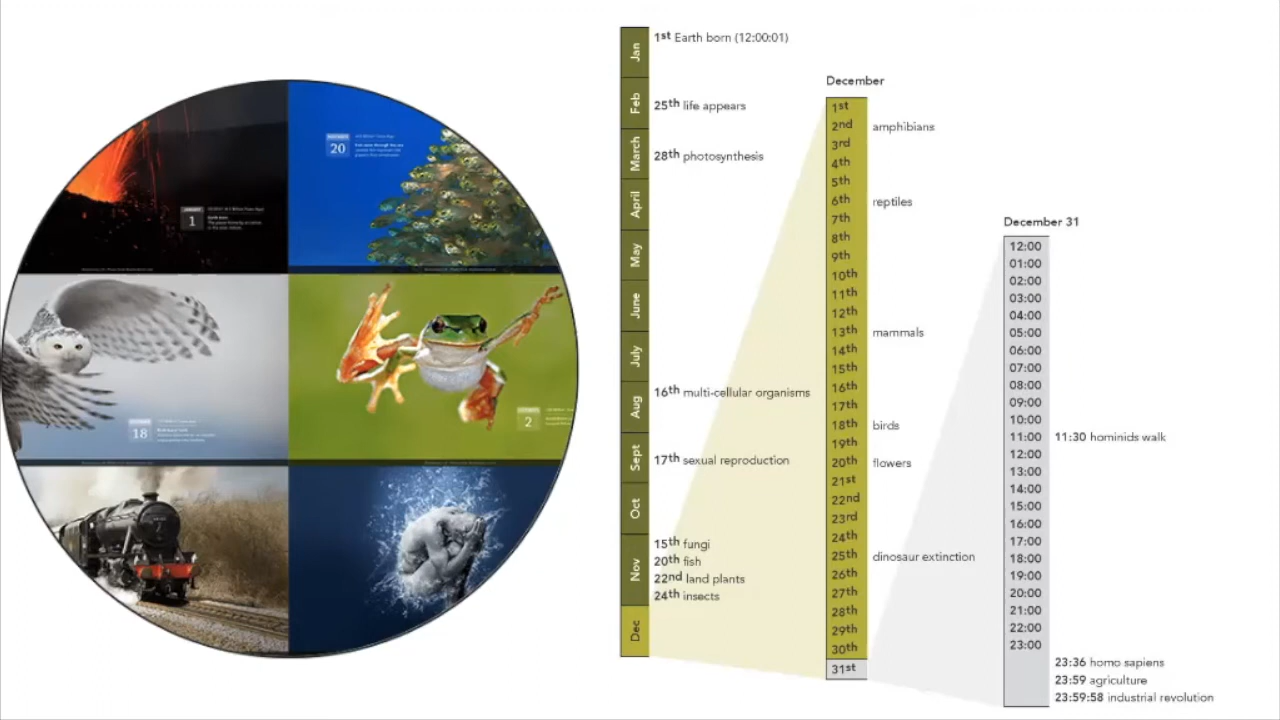 1
20
18
2
Jan
Feb
March
April
May
June
July
Aug
Sept
Oct
Nov
Dec
1st Earth born (12:00:01)
25th life appears
28th photosynthesis
16th multi-cellular organisms
17th sexual reproduction
15th fungi
20th fish
22nd land plants
24th insects
December
1st
2nd amphibians
3rd
4th
5th
6th reptiles
7th
8th
9th
10th
11th
12th
13th mammals
14th
15th
16th
17th
18th birds
19th
20th flowers
21st
22nd
23rd
24th
25th dinosaur extinction
26th
27th
28th
29th
30th
31st
December 31
12:00
01:00
02:00
03:00
04:00
05:00
06:00
07:00
08:00
09:00
10:00
11:00 11:30 hominids walk
12:00
13:00
14:00
15:00
16:00
17:00
18:00
19:00
20:00
21:00
22:00
23:00
23:36 homo sapiens
23:59 agriculture
23:59:58 industrial revolution